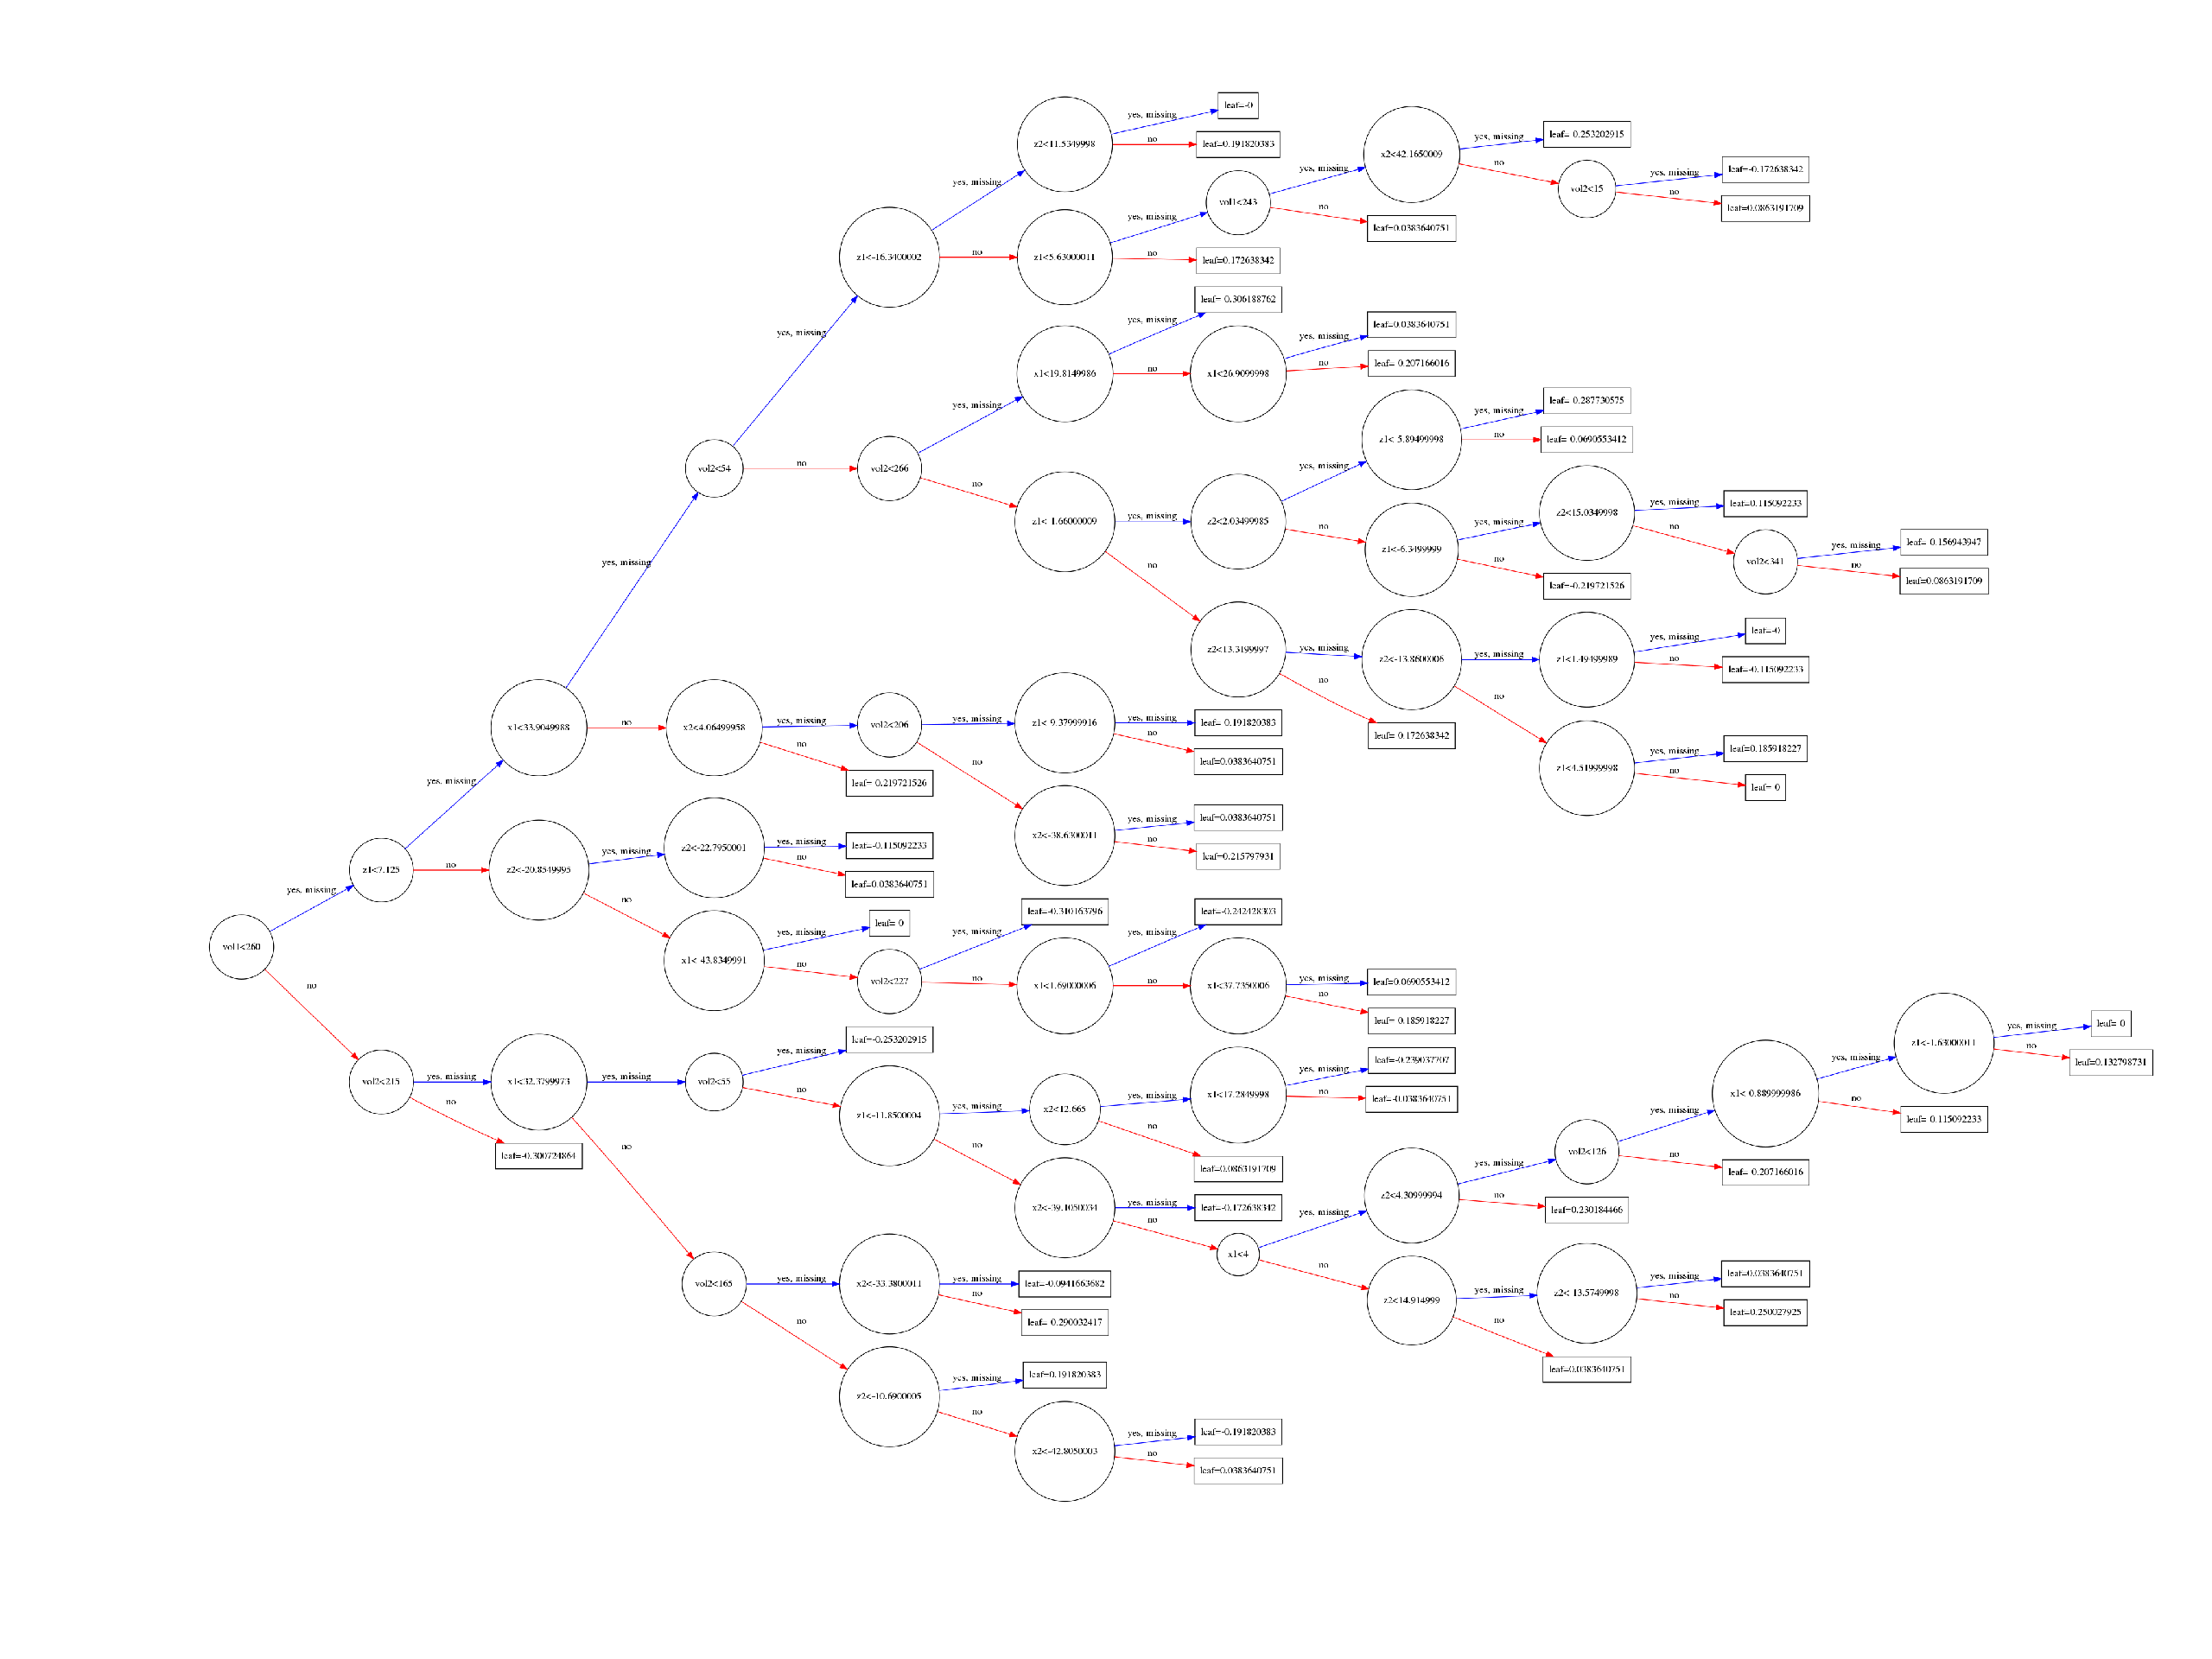 leaf=-0
yes, missing
z2<11.5349998
no
leaf=0.191820383
yes, missing
z1<-16.3400002
no
z1<5.63000011
yes, missing
vol1<243
yes, missing
x2<42.1650009
yes, missing
leaf= 0.253202915
no
vol2<15
yes, missing
leaf=-0.172638342
no
leaf=0.0863191709
no
leaf=0.0383640751
no
leaf=0.172638342
yes, missing
vol2<54
no
vol2<266
yes, missing
x1<19.8149986
yes, missing
leaf= 0.306188762
no
x1<26.9099998
yes, missing
leaf=0.0383640751
no
leaf= 0.207166016
no
z1< 1.66000009
yes, missing
z2<2.03499985
yes, missing
z1< 5.89499998
yes, missing
leaf= 0.287730575
no
leaf= 0.0690553412
no
z1<-6.3499999
yes, missing
z2<15.0349998
yes, missing
leaf=0.115092233
no
vol2<341
yes, missing
leaf= 0.156943947
no
leaf=0.0863191709
no
leaf=-0.219721526
no
z2<13.3199997
yes, missing
z2<-13.8600006
yes, missing
z1<1.49499989
yes, missing
leaf=-0
no
leaf=-0.115092233
no
z1<4.51999998
yes, missing
leaf=0.185918227
no
leaf= 0
no
leaf= 0.172638342
yes, missing
x1<33.9049988
no
x2<4.06499958
yes, missing
vol2<206
yes, missing
z1< 9.37999916
yes, missing
leaf= 0.191820383
no
leaf=0.0383640751
no
x2<-38.6300011
yes, missing
leaf=0.0383640751
no
leaf=0.215797931
no
leaf= 0.219721526
yes, missing
z1<7.125
no
z2<-20.8549995
yes, missing
z2<-22.7950001
yes, missing
leaf=-0.115092233
no
leaf=0.0383640751
no
x1< 43.8349991
yes, missing
leaf= 0
no
vol2<227
yes, missing
leaf=-0.310163796
no
x1<1.69000006
yes, missing
leaf=-0.242428303
no
x1<37.7350006
yes, missing
leaf=0.0690553412
no
leaf= 0.185918227
vol1<260
yes, missing
no
vol2<215
yes, missing
x1<32.3799973
yes, missing
vol2<55
yes, missing
leaf=-0.253202915
no
z1<-11.8500004
yes, missing
x2<12.665
yes, missing
x1<17.2849998
yes, missing
leaf=-0.239037707
no
leaf=-0.0383640751
no
leaf=0.0863191709
no
x2<-39.1050034
yes, missing
leaf=-0.172638342
no
x1<4
yes, missing
z2<4.30999994
yes, missing
vol2<126
yes, missing
x1< 0.889999986
yes, missing
z1<-1.63000011
yes, missing
leaf= 0
no
leaf=0.132798731
no
leaf= 0.115092233
no
leaf= 0.207166016
no
leaf=0.230184466
no
z2<14.914999
yes, missing
z2< 13.5749998
yes, missing
leaf=0.0383640751
no
leaf=0.250027925
no
leaf=0.0383640751
no
leaf=-0.300724864
no
vol2<165
yes, missing
x2<-33.3800011
yes, missing
leaf=-0.0941663682
no
leaf= 0.290032417
no
z2<-10.6900005
yes, missing
leaf=0.191820383
no
x2<-42.8050003
yes, missing
leaf=-0.191820383
no
leaf=0.0383640751